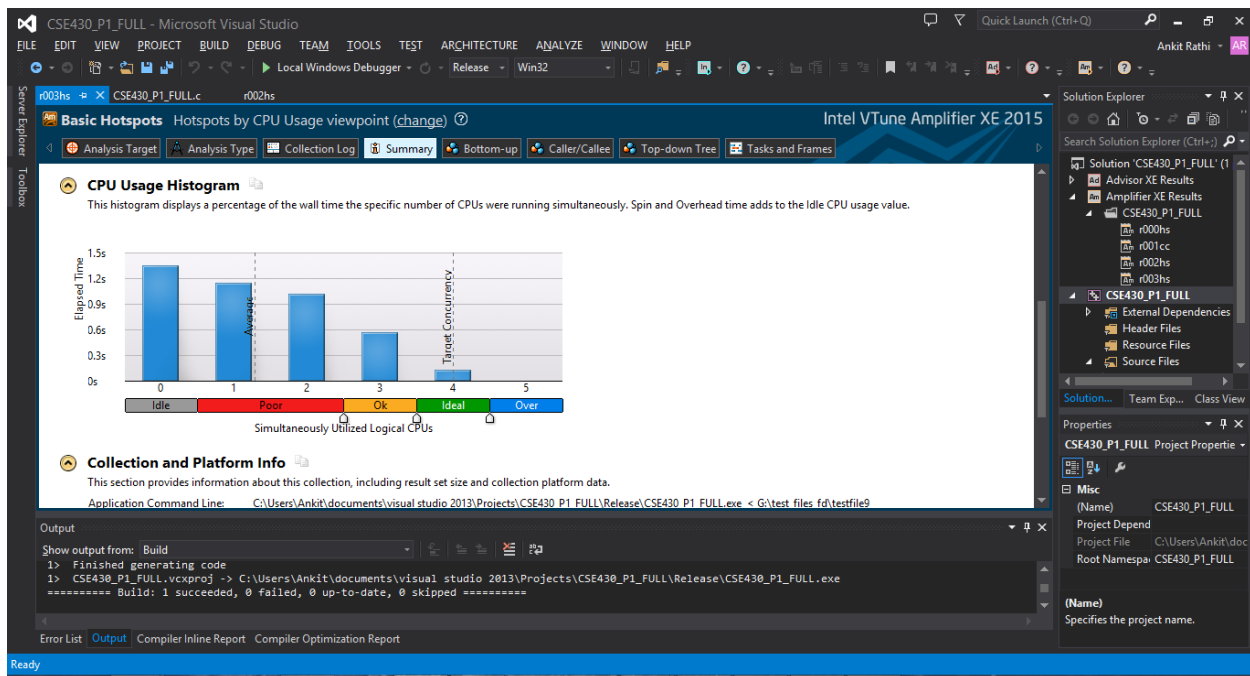 CSE430_P1_FULL - Microsoft Visual Studio
Quick Launch (Ctrl+Q)
FILE EDIT VIEW PROJECT BUILD DEBUG TEAM TOOLS TEST ARCHITECTURE ANALYZE WINDOW HELP
Ankit Rathi AR
Local Windows Debugger Release Win32
Server Explorer
Toolbox
r003hs CSE430_P1_FULL.c r002hs
Am Basic Hotspots Hotspots by CPU Usage viewpoint (change) ?
Intel VTune Amplifier XE 2015
Analysis Target Analysis Type Collection Log Summary Bottom-up Caller/Callee Top-down Tree Tasks and Frames
CPU Usage Histogram
This histogram displays a percentage of the wall time the specific number of CPUs were running simultaneously. Spin and Overhead time adds to the Idle CPU usage value.
Elapsed Time
1.5s
1.2s
0.9s
0.6s
0.3s
0s
Average
Target Concurrency
0 1 2 3 4 5
Idle Poor Ok Ideal Over
Simultaneously Utilized Logical CPUs
Collection and Platform Info
This section provides information about this collection, including result set size and collection platform data.
Application Command Line: C:\Users\Ankit\documents\visual studio 2013\Projects\CSE430_P1_FULL\Release\CSE430_P1_FULL.exe < G:\test_files_fd\testfile9
Output
Show output from: Build
1> Finished generating code
1> CSE430_P1_FULL.vcxproj -> C:\Users\Ankit\documents\visual studio 2013\Projects\CSE430_P1_FULL\Release\CSE430_P1_FULL.exe
========== Build: 1 succeeded, 0 failed, 0 up-to-date, 0 skipped ==========
Error List Output Compiler Inline Report Compiler Optimization Report
Solution Explorer
Search Solution Explorer (Ctrl+;)
Solution 'CSE430_P1_FULL' (1
Ad Advisor XE Results
Am Amplifier XE Results
CSE430_P1_FULL
Am r000hs
Am r001cc
Am r002hs
Am r003hs
CSE430_P1_FULL
External Dependencies
Header Files
Resource Files
Source Files
Solution... Team Exp... Class View
Properties
CSE430_P1_FULL Project Propertie
Misc
(Name) CSE430_P1_FULL
Project Depend
Project File C:\Users\Ankit\doc
Root Namespa CSE430_P1_FULL
(Name)
Specifies the project name.
Ready